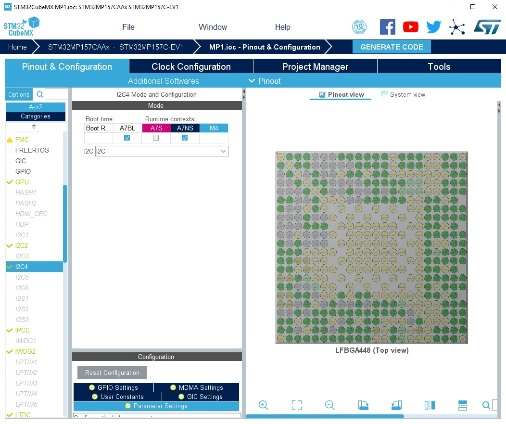 STM32CubeMX MP1.ioc: STM32MP157CAAx STM32MP157C-EV1
STM32
CubeMX
File
Window
Help
Home
STM32MP157CAAx - STM32MP157C-EV1
MP1.ioc - Pinout & Configuration
GENERATE CODE
Pinout & Configuration
Clock Configuration
Project Manager
Tools
Additional Softwares
Pinout
Options
I2C4 Mode and Configuration
Pinout view
System view
A->Z
Categories
Mode
Boot time
Runtime contexts:
Boot R...
A7BL
A7S
A7NS
M4
I2C I2C
FMC
FREERTOS
GIC
GPIO
GPU
HASH1
HASH2
HDMI_CEC
HDP
I2C1
I2C2
I2C3
I2C4
I2C5
I2C6
I2S1
I2S2
I2S3
IPCC
IWDG1
IWDG2
LPTIM1
LPTIM2
LPTIM3
LPTIM4
LPTIM5
LTDC
LFBGA448 (Top view)
Configuration
Reset Configuration
GPIO Settings
MDMA Settings
User Constants
GIC Settings
Parameter Settings